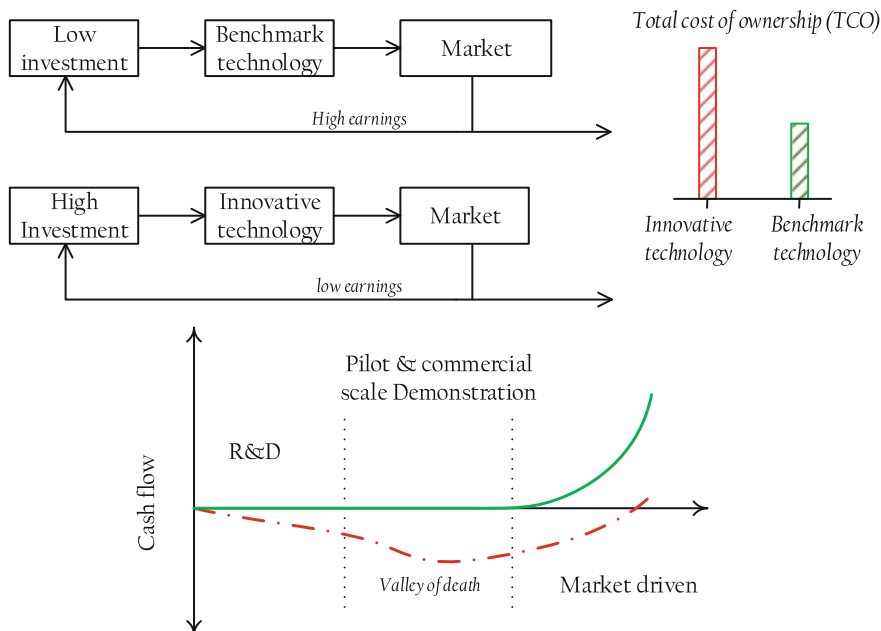 Low
investment
Benchmark
technology
Market
High earnings
High
Investment
Innovative
technology
Market
low earnings
Total cost of ownership (TCO)
Innovative
technology
Benchmark
technology
Pilot & commercial
scale Demonstration
R&D
Cash flow
Valley of death
Market driven